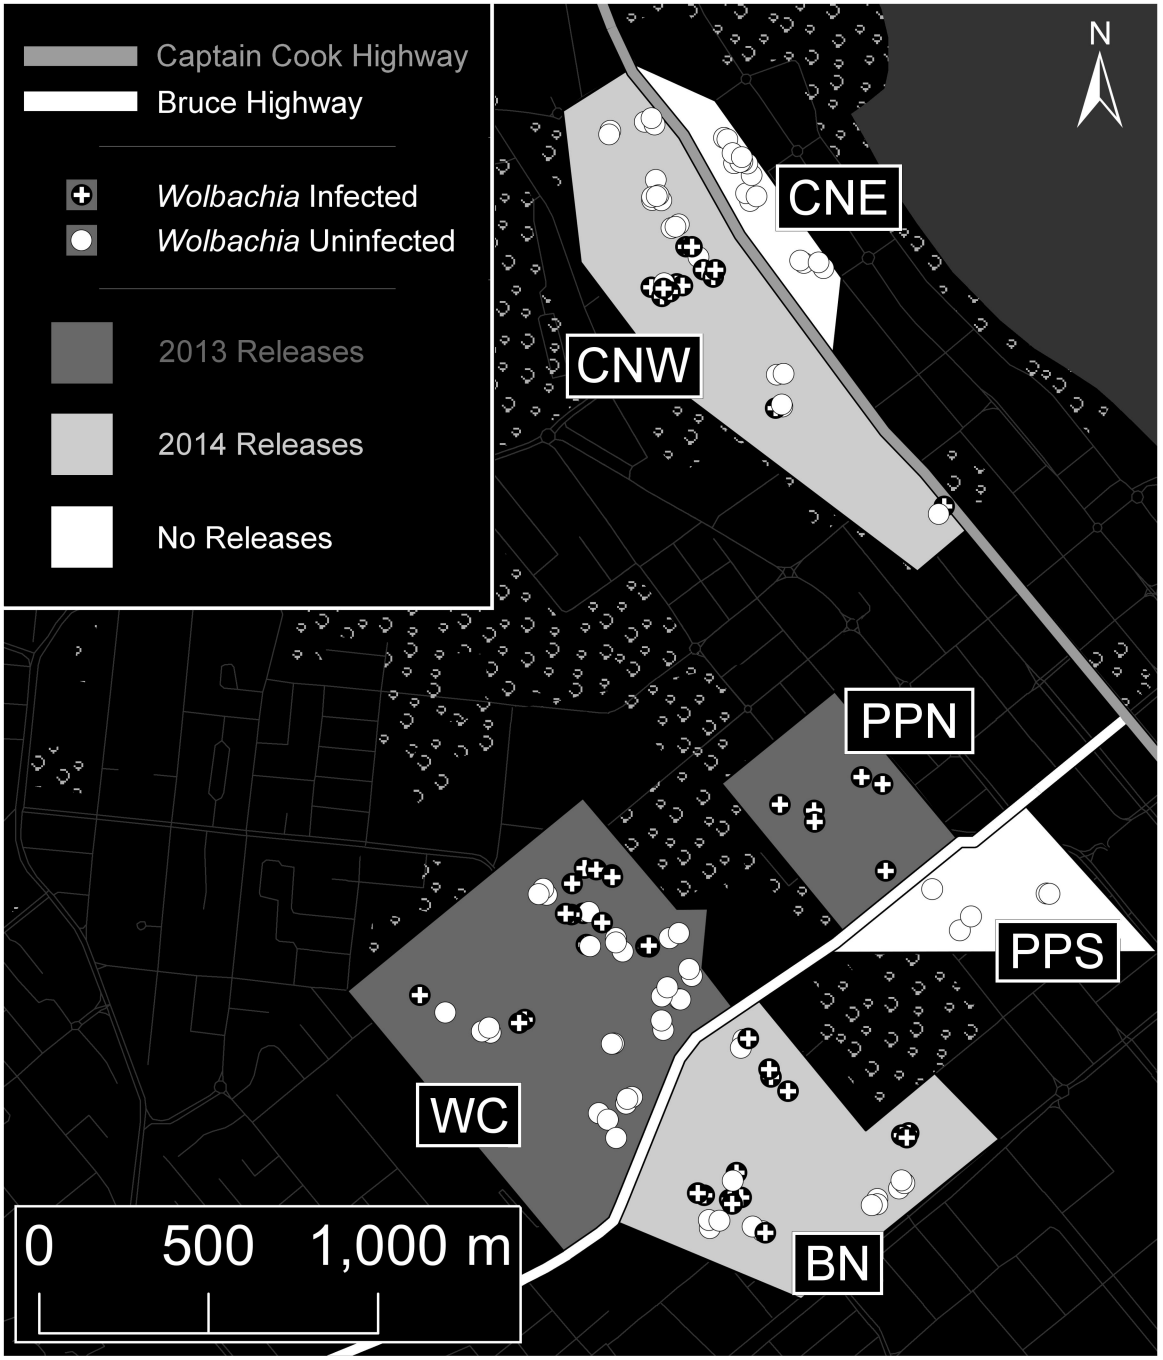 Captain Cook Highway
Bruce Highway
Wolbachia Infected
Wolbachia Uninfected
2013 Releases
2014 Releases
No Releases
N
CNE
CNW
PPN
PPS
WC
BN
0 500 1,000 m